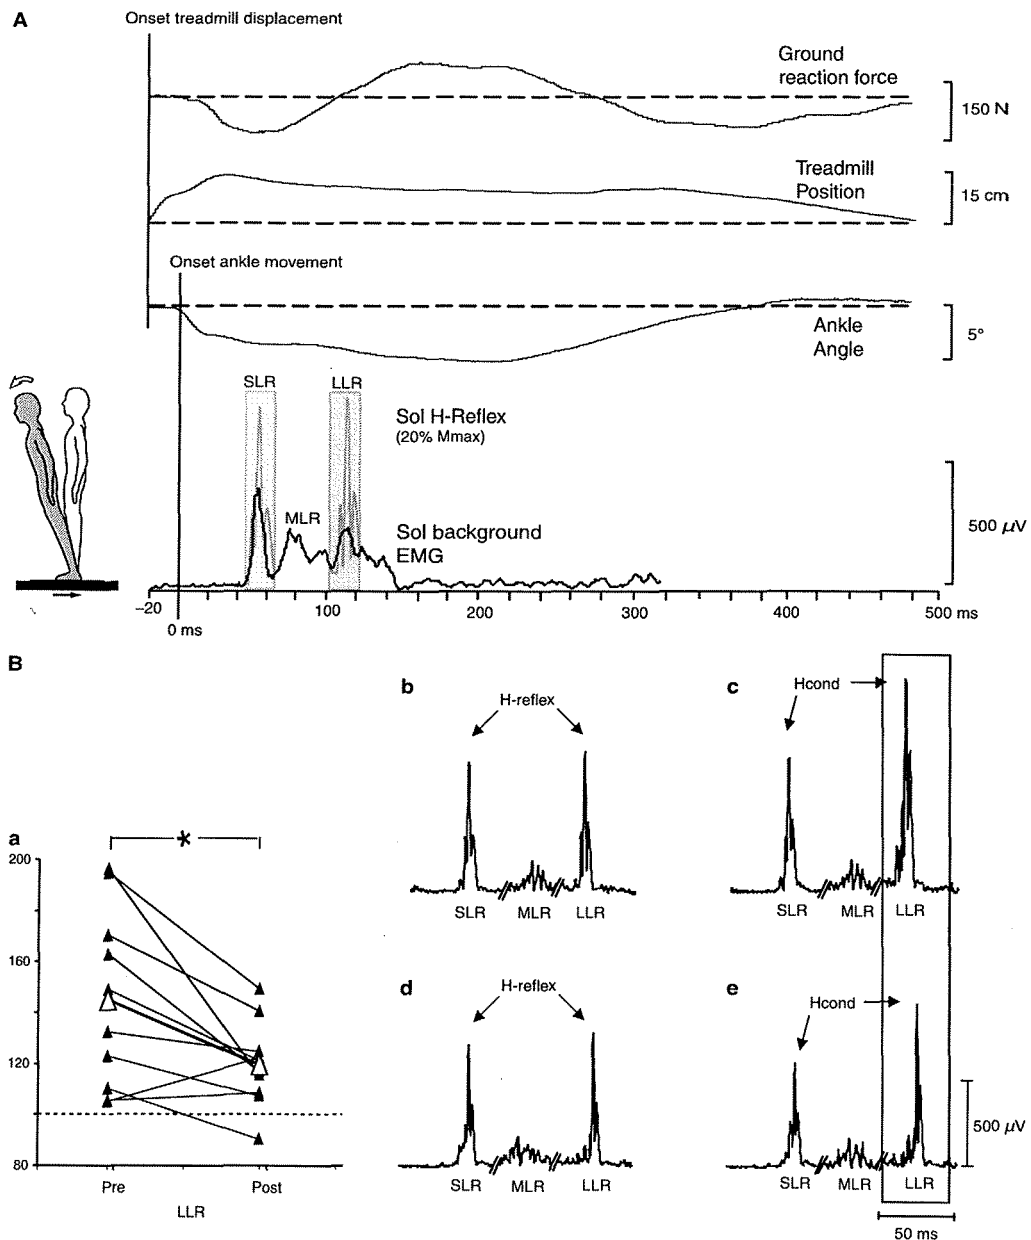 A
Onset treadmill displacement
Ground
reaction force
150 N
Treadmill
Position
15 cm
Onset ankle movement
Ankle
Angle
5°
SLR
LLR
Sol H-Reflex
(20% Mmax)
MLR
Sol background
EMG
500 µV
–20
100
200
300
400
500 ms
0 ms
B
a
*
200
160
120
80
Pre
Post
LLR
b
H-reflex
SLR
MLR
LLR
c
Hcond
SLR
MLR
LLR
d
H-reflex
SLR
MLR
LLR
e
Hcond
500 µV
SLR
MLR
LLR
50 ms